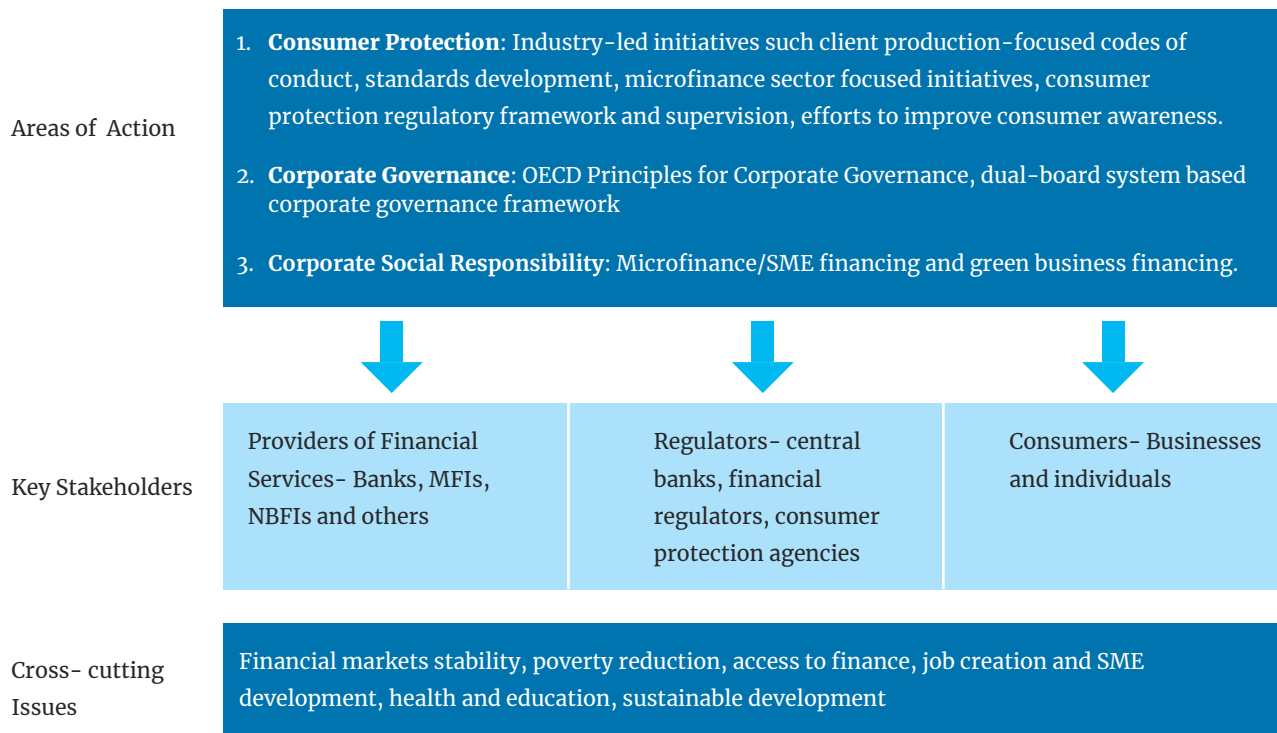 Areas of Action
1. Consumer Protection: Industry-led initiatives such client production-focused codes of
conduct, standards development, microfinance sector focused initiatives, consumer
protection regulatory framework and supervision, efforts to improve consumer awareness.
2. Corporate Governance: OECD Principles for Corporate Governance, dual-board system based
corporate governance framework
3. Corporate Social Responsibility: Microfinance/SME financing and green business financing.
Key Stakeholders
Providers of Financial
Services- Banks, MFIs,
NBFIs and others
Regulators- central
banks, financial
regulators, consumer
protection agencies
Consumers- Businesses
and individuals
Cross- cutting
Issues
Financial markets stability, poverty reduction, access to finance, job creation and SME
development, health and education, sustainable development